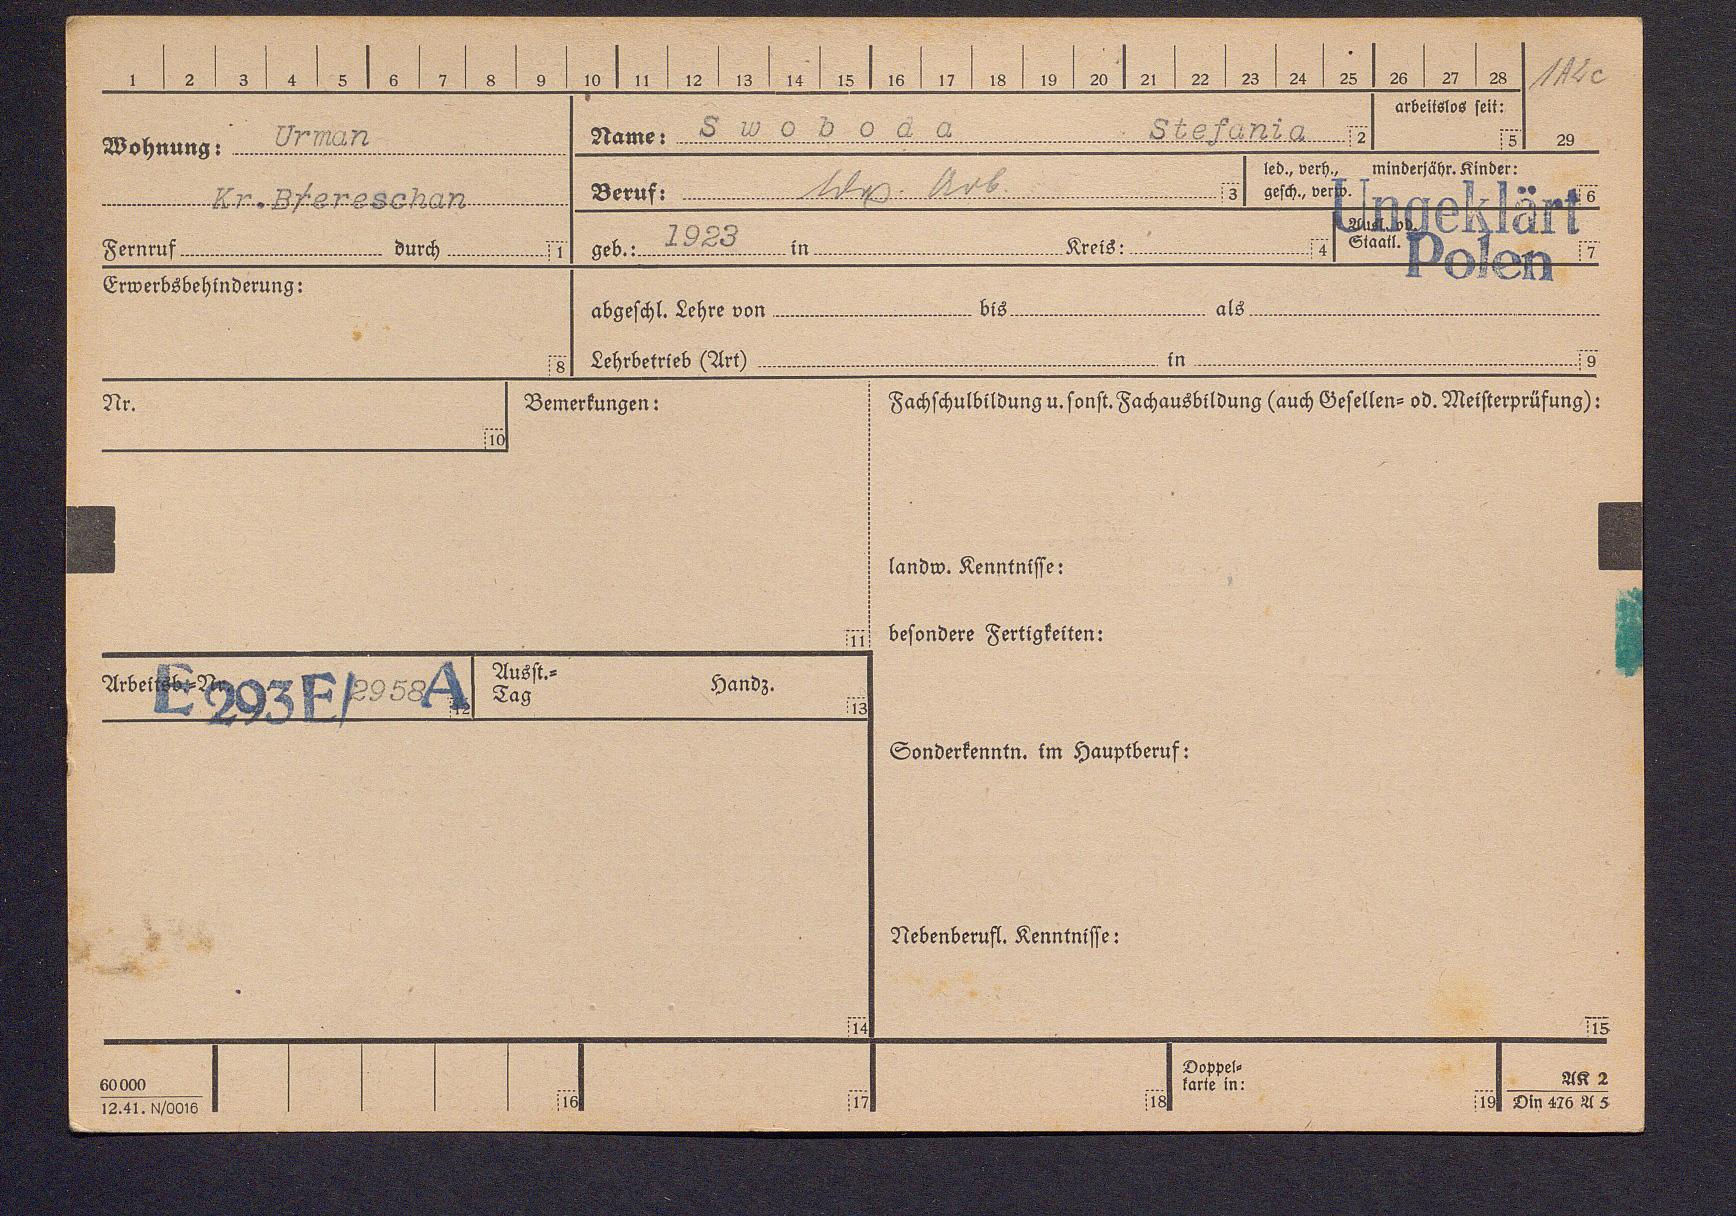 1 2 3 4 5 6 7 8 9 10 11 12 13 14 15 16 17 18 19 20 21 22 23 24 25 26 27 28
arbeitslos seit:
Wohnung: Urman
Name: Swoboda Stefania 2
5 29
Kr. Biereschan
Beruf: Arb. 3
led., verh., gesch., verw.
minderjähr. Kinder:
6
Ungeklärt
Fernruf durch 1
geb.: 1923 in Kreis: 4
Ausl. od. Staatl.
Polen
7
Erwerbsbehinderung:
8
abgeschl. Lehre von bis als
Lehrbetrieb (Art) in 9
Nr.
10
Bemerkungen:
11
Fachschulbildung u. sonst. Fachausbildung (auch Gesellen= od. Meisterprüfung):
landw. Kenntnisse:
besondere Fertigkeiten:
Arbeitsb.=Nr.
E 293 E/2958 A
12
Ausst.=
Tag Handz.
13
Sonderkenntn. im Hauptberuf:
Nebenberufl. Kenntnisse:
14 15
60 000
12.41. N/0016
16 17 18
Doppel=
karte in:
19
AK 2
Din 476 A 5